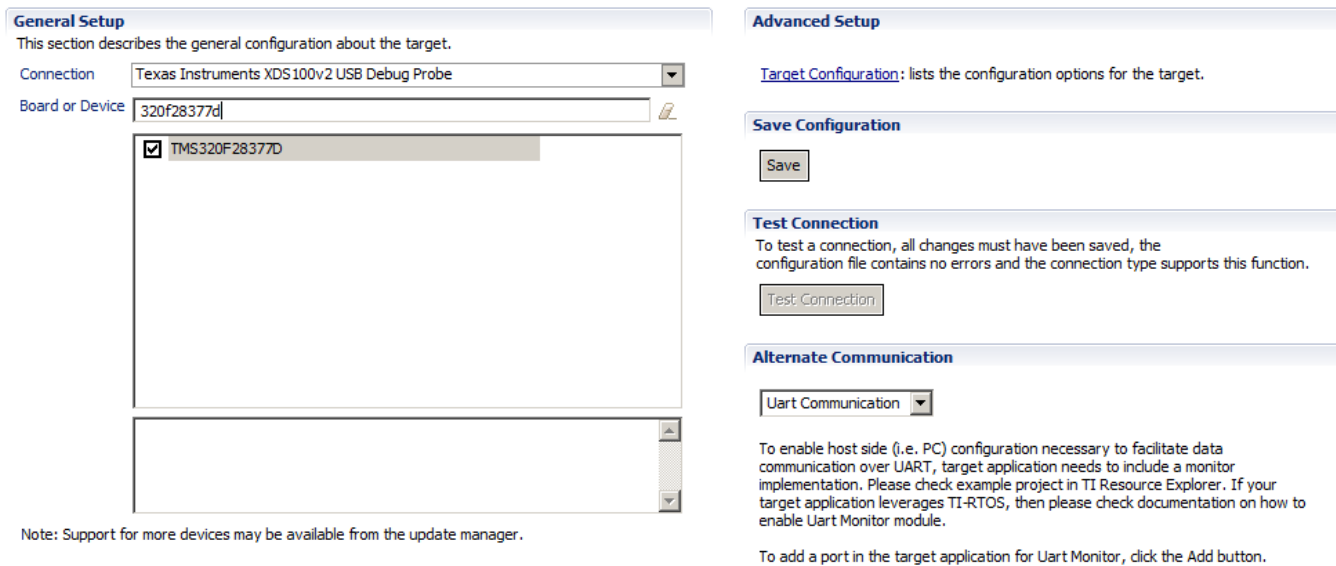 General Setup
This section describes the general configuration about the target.
Connection
Texas Instruments XDS100v2 USB Debug Probe
Board or Device
320f28377d
TMS320F28377D
Note: Support for more devices may be available from the update manager.
Advanced Setup
Target Configuration: lists the configuration options for the target.
Save Configuration
Save
Test Connection
To test a connection, all changes must have been saved, the
configuration file contains no errors and the connection type supports this function.
Test Connection
Alternate Communication
Uart Communication
To enable host side (i.e. PC) configuration necessary to facilitate data
communication over UART, target application needs to include a monitor
implementation. Please check example project in TI Resource Explorer. If your
target application leverages TI-RTOS, then please check documentation on how to
enable Uart Monitor module.
To add a port in the target application for Uart Monitor, click the Add button.